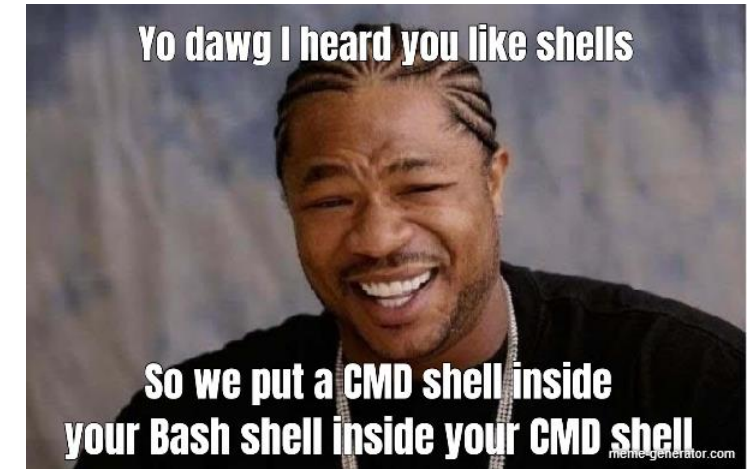 Yo dawg I heard you like shells
So we put a CMD shell inside
your Bash shell inside your CMD shell
meme-generator.com